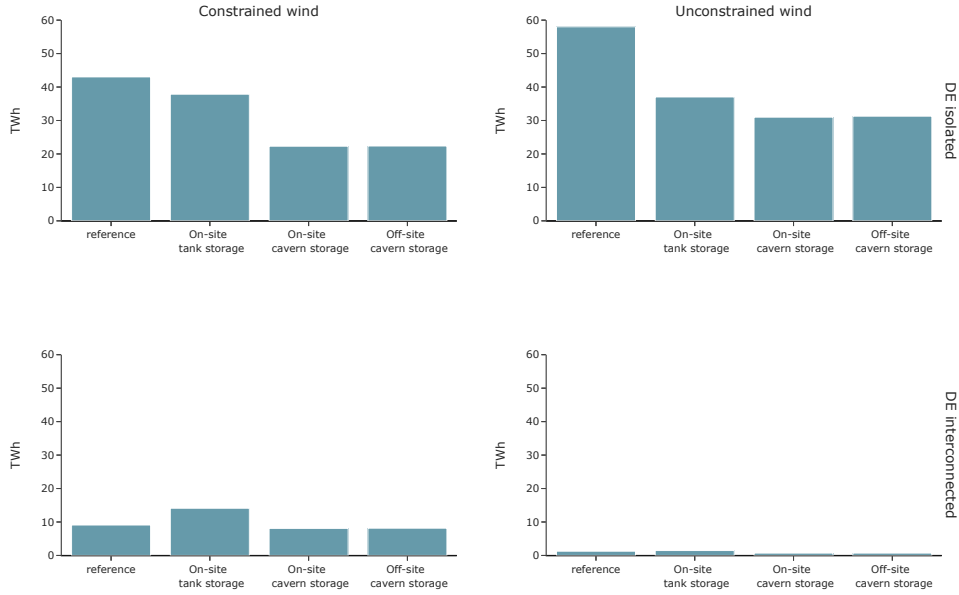 Constrained wind
Unconstrained wind
60
50
40
30
20
10
0
TWh
reference
On-site
tank storage
On-site
cavern storage
Off-site
cavern storage
60
50
40
30
20
10
0
TWh
reference
On-site
tank storage
On-site
cavern storage
Off-site
cavern storage
DE isolated
60
50
40
30
20
10
0
TWh
reference
On-site
tank storage
On-site
cavern storage
Off-site
cavern storage
60
50
40
30
20
10
0
TWh
reference
On-site
tank storage
On-site
cavern storage
Off-site
cavern storage
DE interconnected